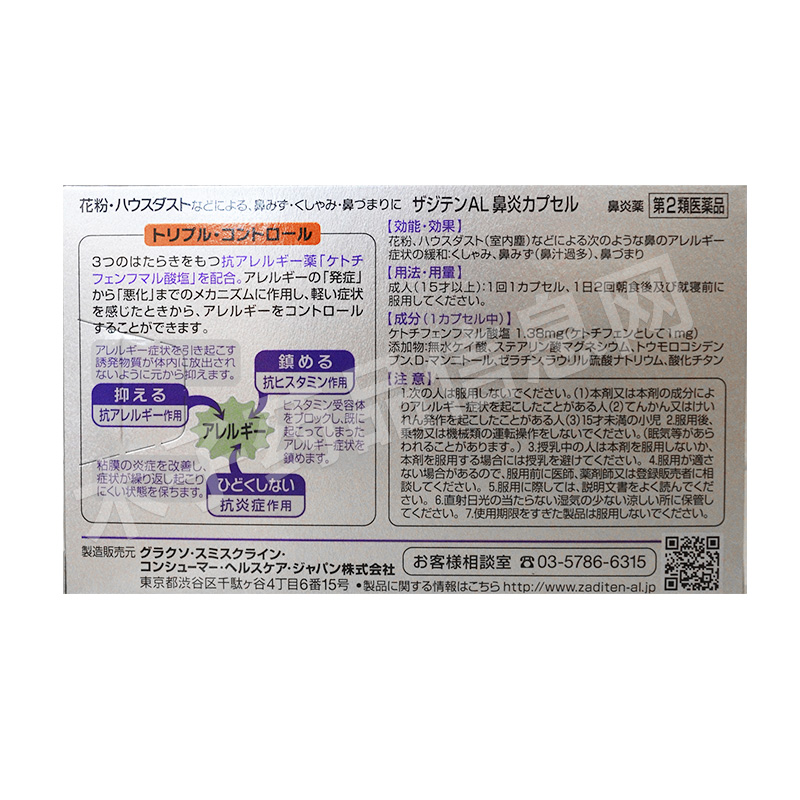 花粉・ハウスダストなどによる、鼻みず・くしゃみ・鼻づまりに ザジテンAL鼻炎カプセル 鼻炎薬 第2類医薬品
トリプル・コントロール
3つのはたらきをもつ抗アレルギー薬「ケトチ
フェンフマル酸塩」を配合。アレルギーの「発症」
から「悪化」までのメカニズムに作用し、軽い症状
を感じたときから、アレルギーをコントロール
することができます。
アレルギー症状を引き起こす
誘発物質が体内に放出され
ないように元から抑えます。
抑える
抗アレルギー作用
鎮める
抗ヒスタミン作用
アレルギー
ヒスタミン受容体
をブロックし、既に
起こってしまった
アレルギー症状を
鎮めます。
粘膜の炎症を改善し、
症状が繰り返し起こり
にくい状態を保ちます。
ひどくしない
抗炎症作用
【効能・効果】
花粉、ハウスダスト(室内塵)などによる次のような鼻のアレルギー
症状の緩和:くしゃみ、鼻みず(鼻汁過多)、鼻づまり
【用法・用量】
成人(15才以上):1回1カプセル、1日2回朝食後及び就寝前に
服用してください。
【成分(1カプセル中)】
ケトチフェンフマル酸塩 1.38mg(ケトチフェンとして1mg)
添加物:無水ケイ酸、ステアリン酸マグネシウム、トウモロコシデン
プン、D-マンニトール、ゼラチン、ラウリル硫酸ナトリウム、酸化チタン
【注意】
1.次の人は服用しないでください。(1)本剤又は本剤の成分によ
りアレルギー症状を起こしたことがある人(2)てんかん又はけい
れん発作を起こしたことがある人(3)15才未満の小児 2.服用後、
乗物又は機械類の運転操作をしないでください。(眠気等があら
われることがあります。) 3.授乳中の人は本剤を服用しないか、
本剤を服用する場合には授乳を避けてください。 4.服用が適さ
ない場合があるので、服用前に医師、薬剤師又は登録販売者に相
談してください。 5.服用に際しては、説明文書をよく読んでくださ
い。 6.直射日光の当たらない湿気の少ない涼しい所に保管し
てください。 7.使用期限をすぎた製品は服用しないでください。
製造販売元 グラクソ・スミスクライン・
コンシューマー・ヘルスケア・ジャパン株式会社
東京都渋谷区千駄ヶ谷4丁目6番15号
お客様相談室 ☎03-5786-6315
•製品に関する情報はこちら http://www.zaditen-al.jp